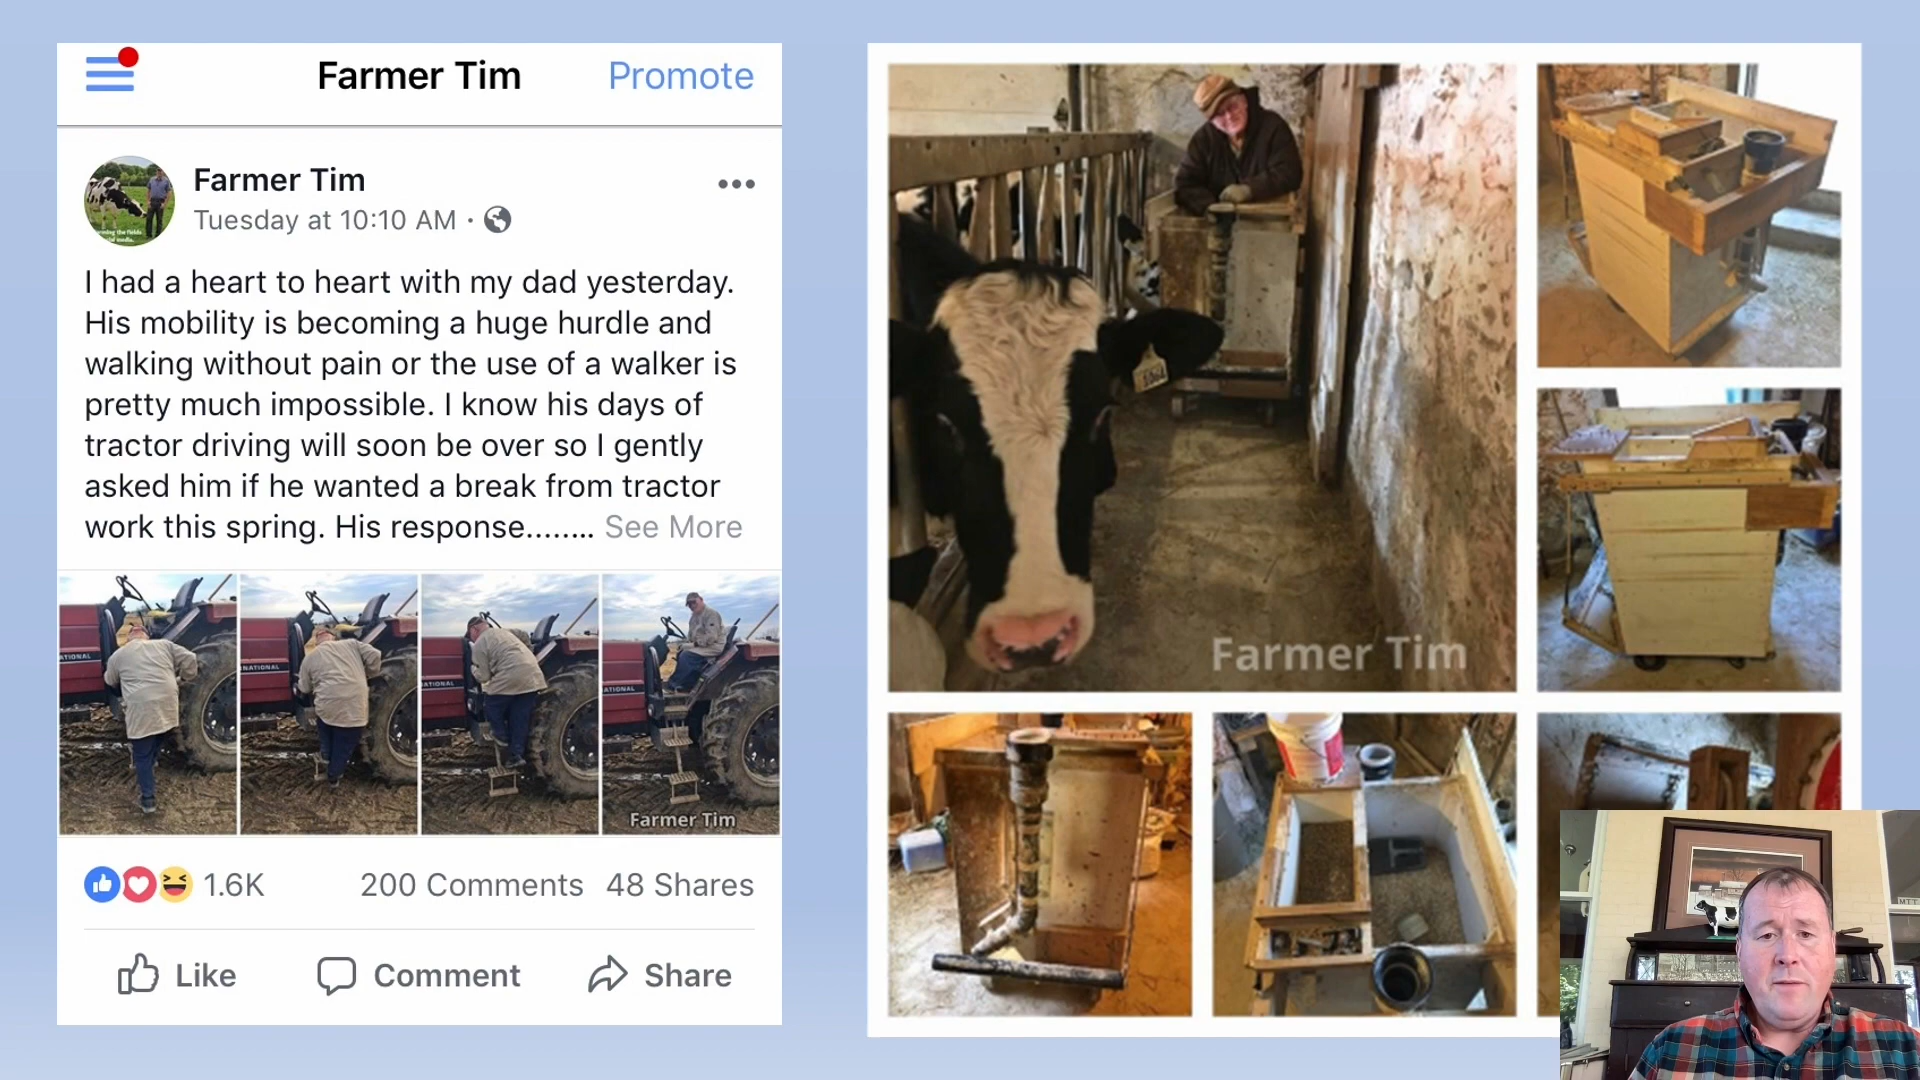 Farmer Tim
Promote
Farmer Tim
Tuesday at 10:10 AM ·
I had a heart to heart with my dad yesterday.
His mobility is becoming a huge hurdle and
walking without pain or the use of a walker is
pretty much impossible. I know his days of
tractor driving will soon be over so I gently
asked him if he wanted a break from tractor
work this spring. His response........ See More
NATIONAL
Farmer Tim
1.6K
200 Comments
48 Shares
Like
Comment
Share
Farmer Tim